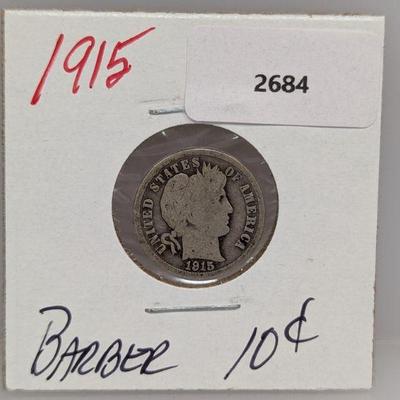 1915
2684
UNITED STATES OF AMERICA
1915
BARBER 10¢